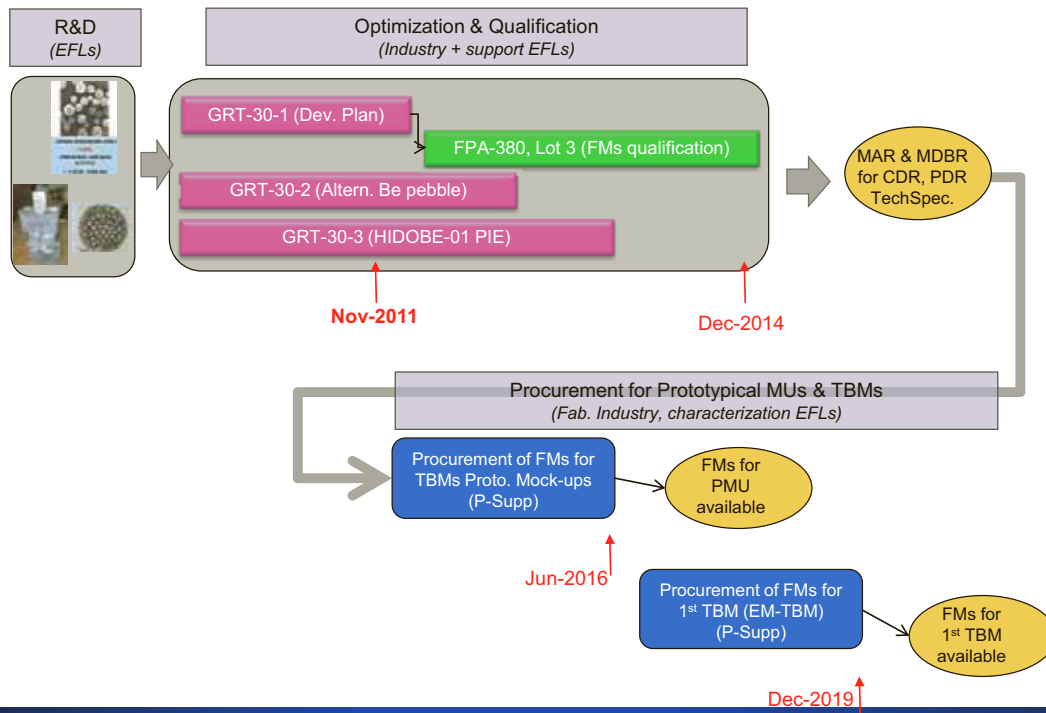 R&D
(EFLs)
Optimization & Qualification
(Industry + support EFLs)
GRT-30-1 (Dev. Plan)
FPA-380, Lot 3 (FMs qualification)
GRT-30-2 (Altern. Be pebble)
GRT-30-3 (HIDOBE-01 PIE)
MAR & MDBR
for CDR, PDR
TechSpec.
Nov-2011
Dec-2014
Procurement for Prototypical MUs & TBMs
(Fab. Industry, characterization EFLs)
Procurement of FMs for
TBMs Proto. Mock-ups
(P-Supp)
FMs for
PMU
available
Jun-2016
Procurement of FMs for
1st TBM (EM-TBM)
(P-Supp)
FMs for
1st TBM
available
Dec-2019